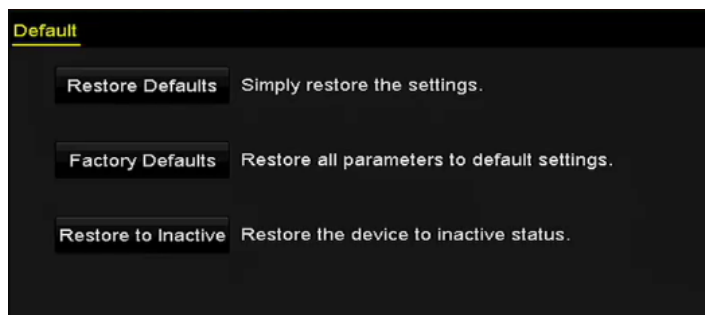 Default
Restore Defaults Simply restore the settings.
Factory Defaults Restore all parameters to default settings.
Restore to Inactive Restore the device to inactive status.